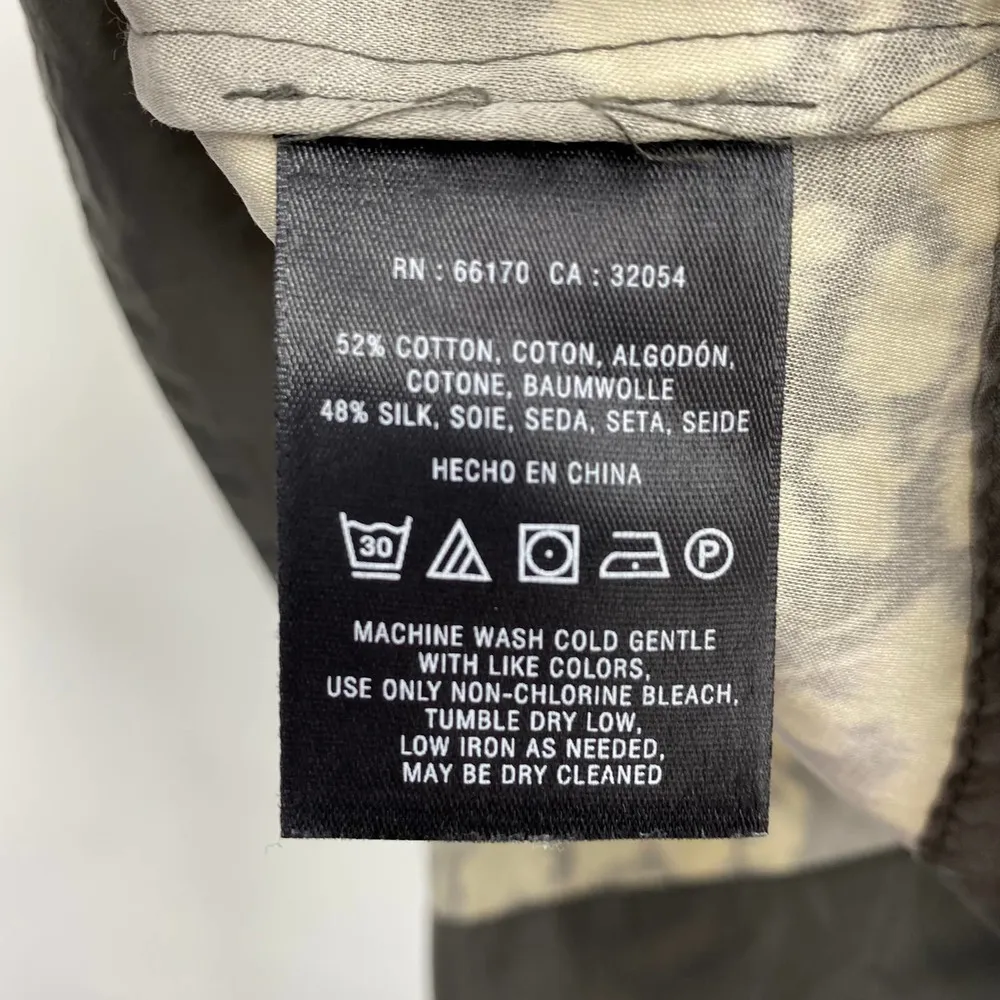 RN : 66170 CA : 32054
52% COTTON, COTON, ALGODÓN,
COTONE, BAUMWOLLE
48% SILK, SOIE, SEDA, SETA, SEIDE
HECHO EN CHINA
30 P
MACHINE WASH COLD GENTLE
WITH LIKE COLORS,
USE ONLY NON-CHLORINE BLEACH,
TUMBLE DRY LOW,
LOW IRON AS NEEDED,
MAY BE DRY CLEANED